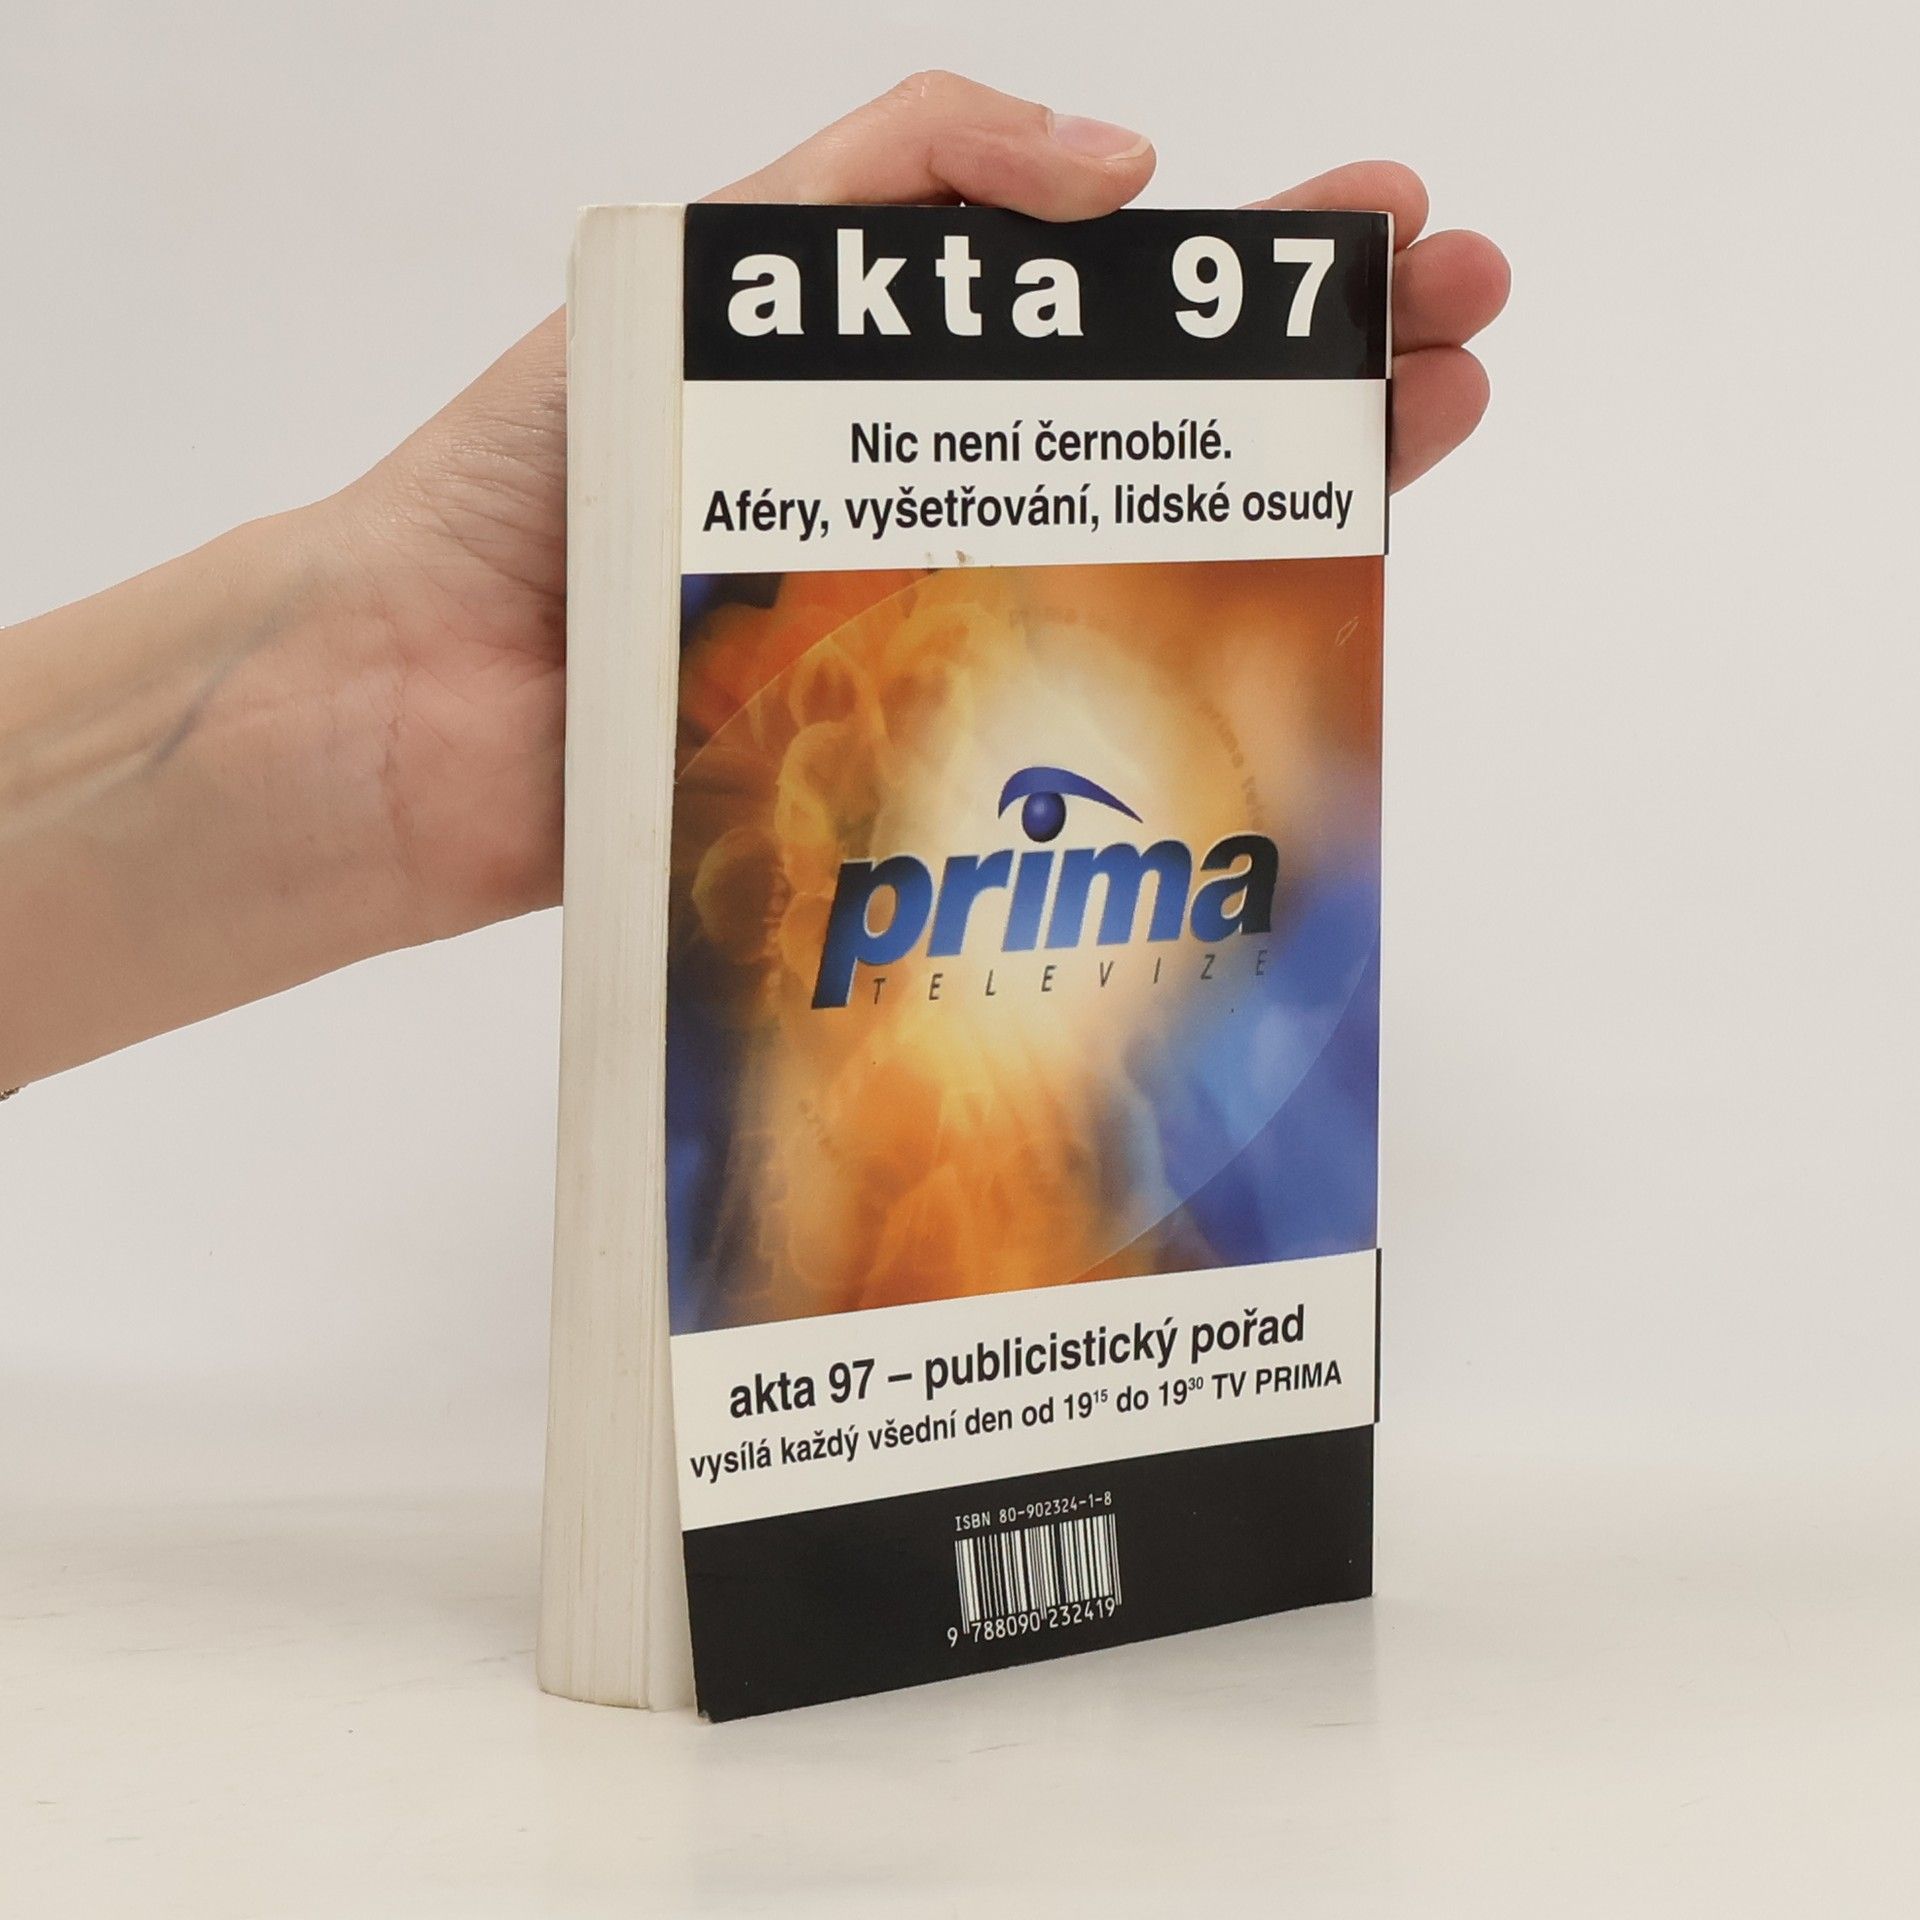 akta 97
Nic není černobílé.
Aféry, vyšetřování, lidské osudy
prima
TELEVIZE
akta 97 – publicistický pořad
vysílá každý všední den od 19¹⁵ do 19³⁰ TV PRIMA
ISBN 80-902324-1-8
9 788090 232419